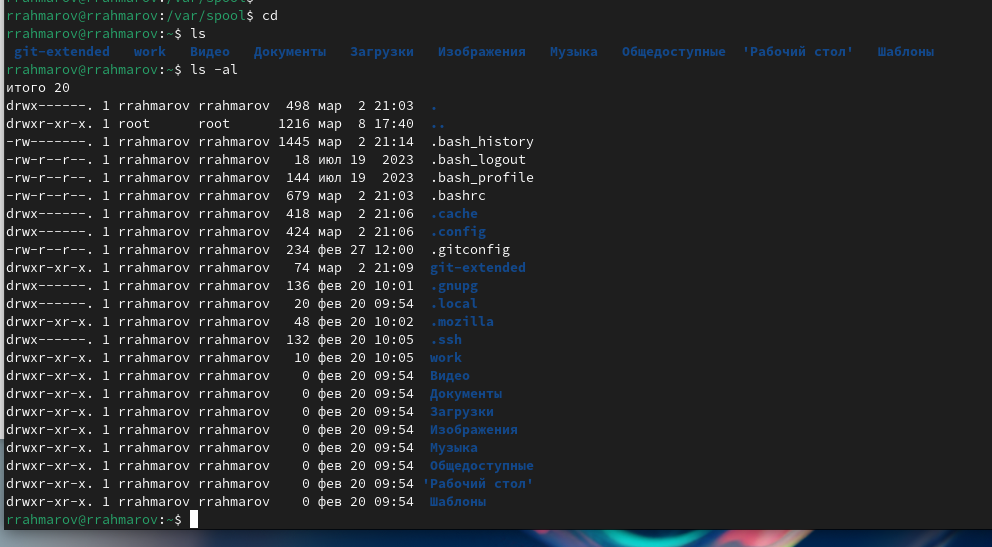 rrahmarov@rrahmarov:/var/spool$
rrahmarov@rrahmarov:/var/spool$ cd
rrahmarov@rrahmarov:~$ ls
git-extended work Видео Документы Загрузки Изображения Музыка Общедоступные 'Рабочий стол' Шаблоны
rrahmarov@rrahmarov:~$ ls -al
итого 20
drwx------. 1 rrahmarov rrahmarov 498 мар 2 21:03 .
drwxr-xr-x. 1 root root 1216 мар 8 17:40 ..
-rw-------. 1 rrahmarov rrahmarov 1445 мар 2 21:14 .bash_history
-rw-r--r--. 1 rrahmarov rrahmarov 18 июл 19 2023 .bash_logout
-rw-r--r--. 1 rrahmarov rrahmarov 144 июл 19 2023 .bash_profile
-rw-r--r--. 1 rrahmarov rrahmarov 679 мар 2 21:03 .bashrc
drwx------. 1 rrahmarov rrahmarov 418 мар 2 21:06 .cache
drwx------. 1 rrahmarov rrahmarov 424 мар 2 21:06 .config
-rw-r--r--. 1 rrahmarov rrahmarov 234 фев 27 12:00 .gitconfig
drwxr-xr-x. 1 rrahmarov rrahmarov 74 мар 2 21:09 git-extended
drwx------. 1 rrahmarov rrahmarov 136 фев 20 10:01 .gnupg
drwx------. 1 rrahmarov rrahmarov 20 фев 20 09:54 .local
drwxr-xr-x. 1 rrahmarov rrahmarov 48 фев 20 10:02 .mozilla
drwx------. 1 rrahmarov rrahmarov 132 фев 20 10:05 .ssh
drwxr-xr-x. 1 rrahmarov rrahmarov 10 фев 20 10:05 work
drwxr-xr-x. 1 rrahmarov rrahmarov 0 фев 20 09:54 Видео
drwxr-xr-x. 1 rrahmarov rrahmarov 0 фев 20 09:54 Документы
drwxr-xr-x. 1 rrahmarov rrahmarov 0 фев 20 09:54 Загрузки
drwxr-xr-x. 1 rrahmarov rrahmarov 0 фев 20 09:54 Изображения
drwxr-xr-x. 1 rrahmarov rrahmarov 0 фев 20 09:54 Музыка
drwxr-xr-x. 1 rrahmarov rrahmarov 0 фев 20 09:54 Общедоступные
drwxr-xr-x. 1 rrahmarov rrahmarov 0 фев 20 09:54 'Рабочий стол'
drwxr-xr-x. 1 rrahmarov rrahmarov 0 фев 20 09:54 Шаблоны
rrahmarov@rrahmarov:~$